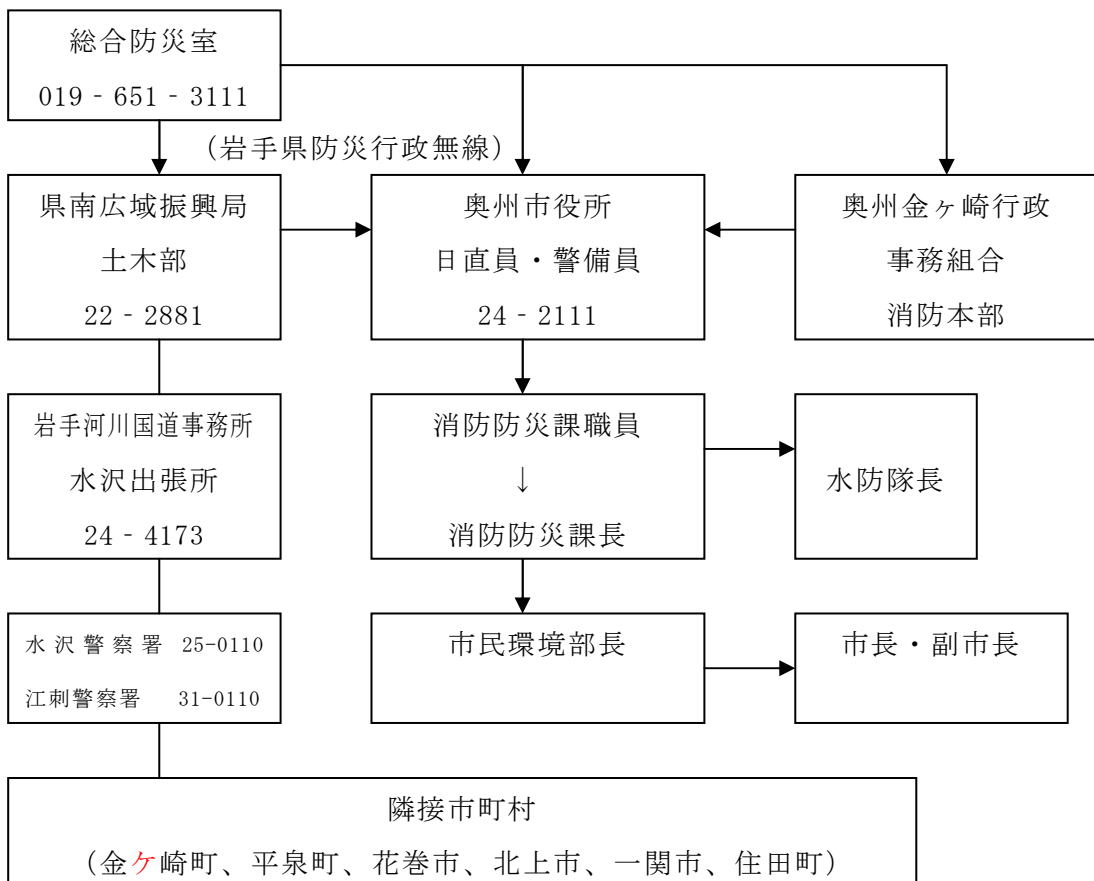 総合防災室
019‐651‐3111
（岩手県防災行政無線）
県南広域振興局
土木部
22‐2881
奥州市役所
日直員・警備員
24‐2111
奥州金ヶ崎行政
事務組合
消防本部
岩手河川国道事務所
水沢出張所
24‐4173
消防防災課職員
↓
消防防災課長
水防隊長
水沢警察署 25-0110
江刺警察署 31-0110
市民環境部長
市長・副市長
隣接市町村
（金ケ崎町、平泉町、花巻市、北上市、一関市、住田町）